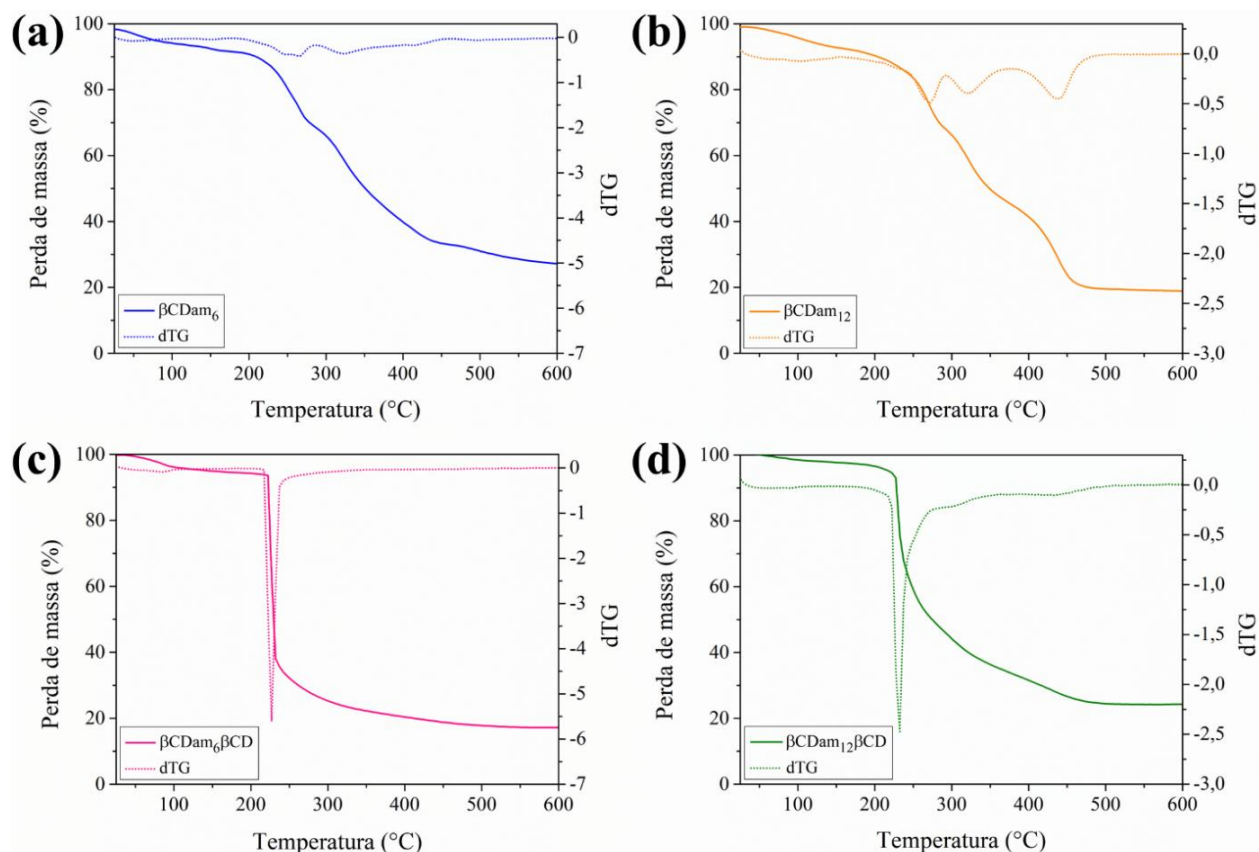 (a)
100
80
60
40
20
0
Perda de massa (%)
0
-1
-2
-3
-4
-5
-6
-7
dTG
βCDam₆
dTG
100 200 300 400 500 600
Temperatura (°C)
(b)
100
80
60
40
20
0
Perda de massa (%)
0,0
-0,5
-1,0
-1,5
-2,0
-2,5
-3,0
dTG
βCDam₁₂
dTG
100 200 300 400 500 600
Temperatura (°C)
(c)
100
80
60
40
20
0
Perda de massa (%)
0
-1
-2
-3
-4
-5
-6
-7
dTG
βCDam₆βCD
dTG
100 200 300 400 500 600
Temperatura (°C)
(d)
100
80
60
40
20
0
Perda de massa (%)
0,0
-0,5
-1,0
-1,5
-2,0
-2,5
-3,0
dTG
βCDam₁₂βCD
dTG
100 200 300 400 500 600
Temperatura (°C)